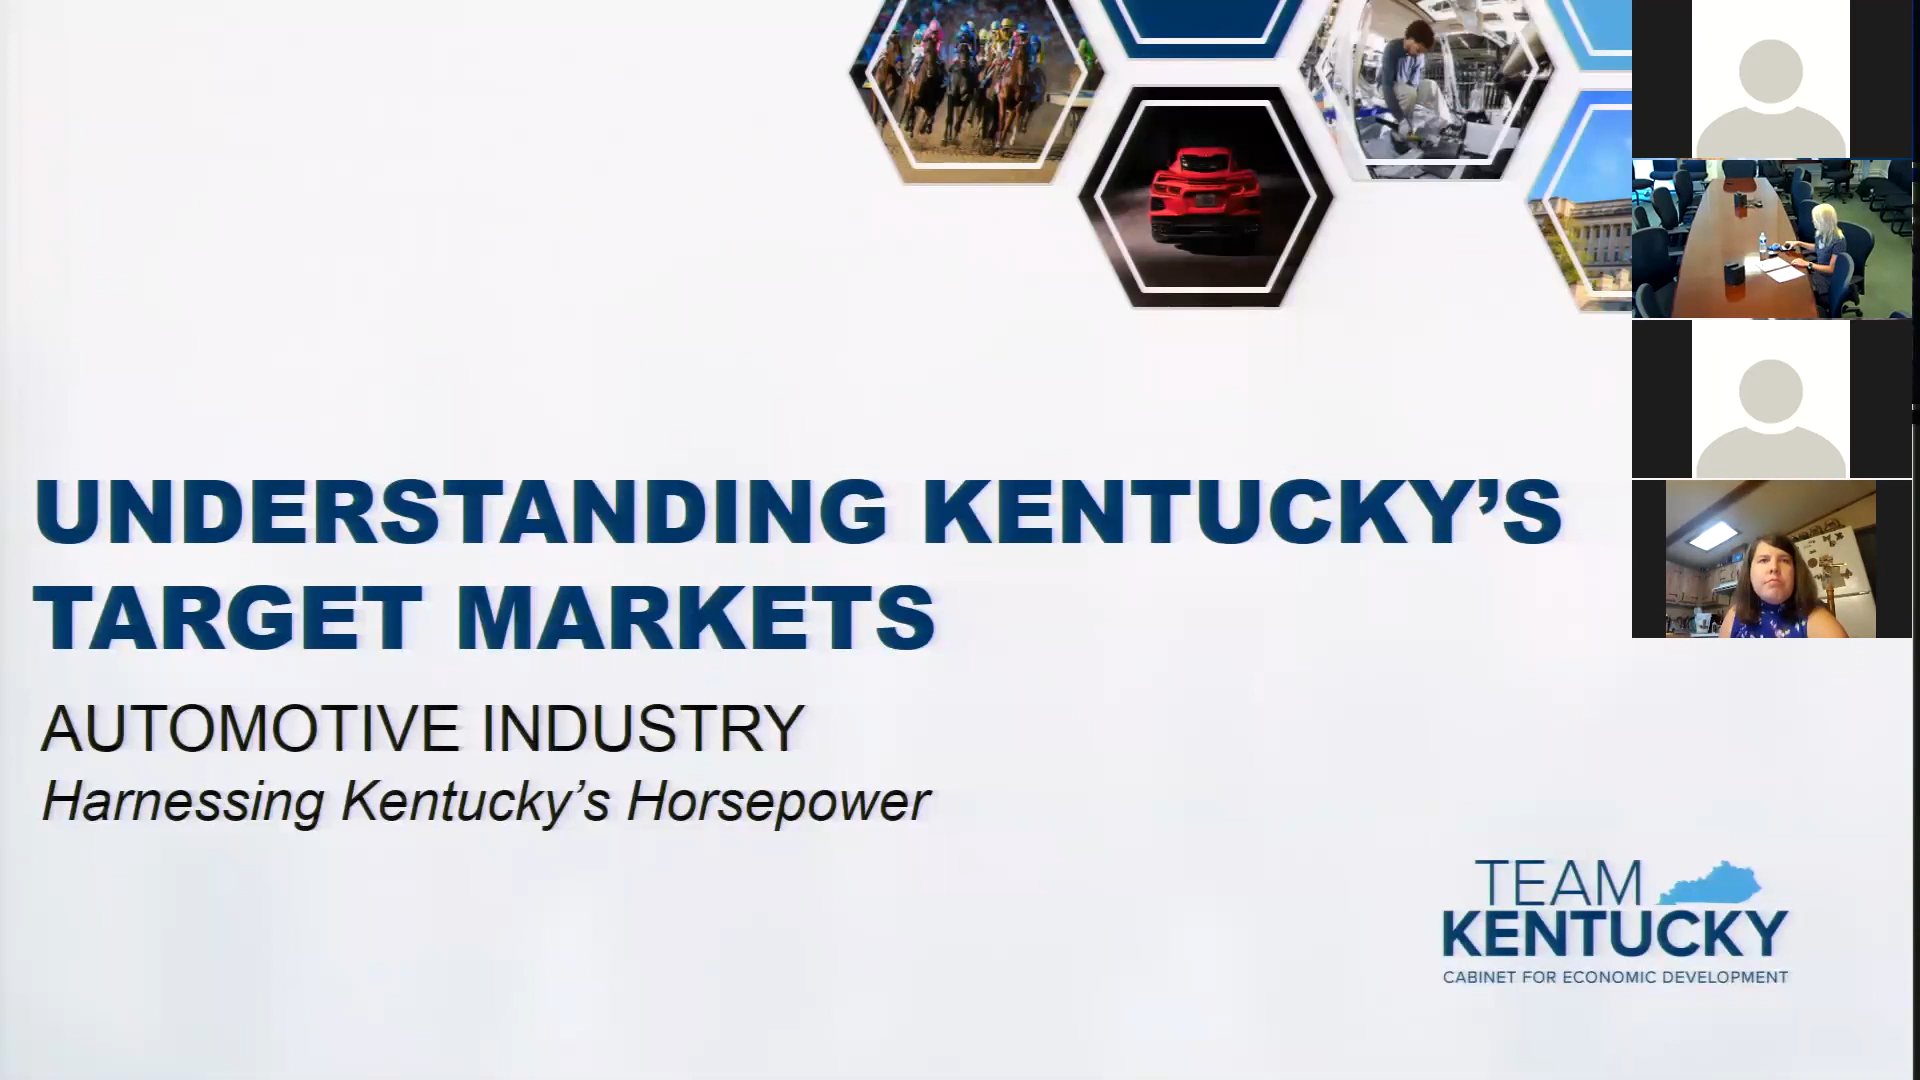 UNDERSTANDING KENTUCKY’S
TARGET MARKETS
AUTOMOTIVE INDUSTRY
Harnessing Kentucky’s Horsepower
TEAM
KENTUCKY
CABINET FOR ECONOMIC DEVELOPMENT